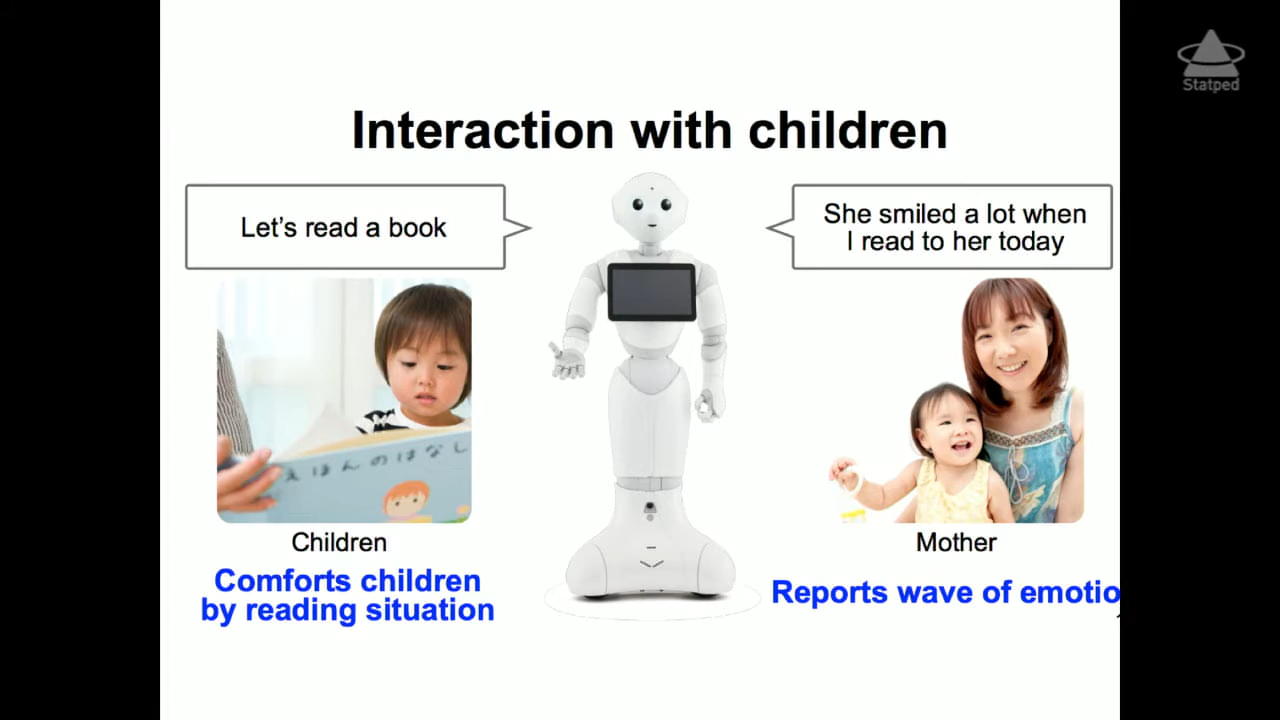 Statped
Interaction with children
Let's read a book
She smiled a lot when
I read to her today
えほんのはなし
Children
Mother
Comforts children
by reading situation
Reports wave of emotio